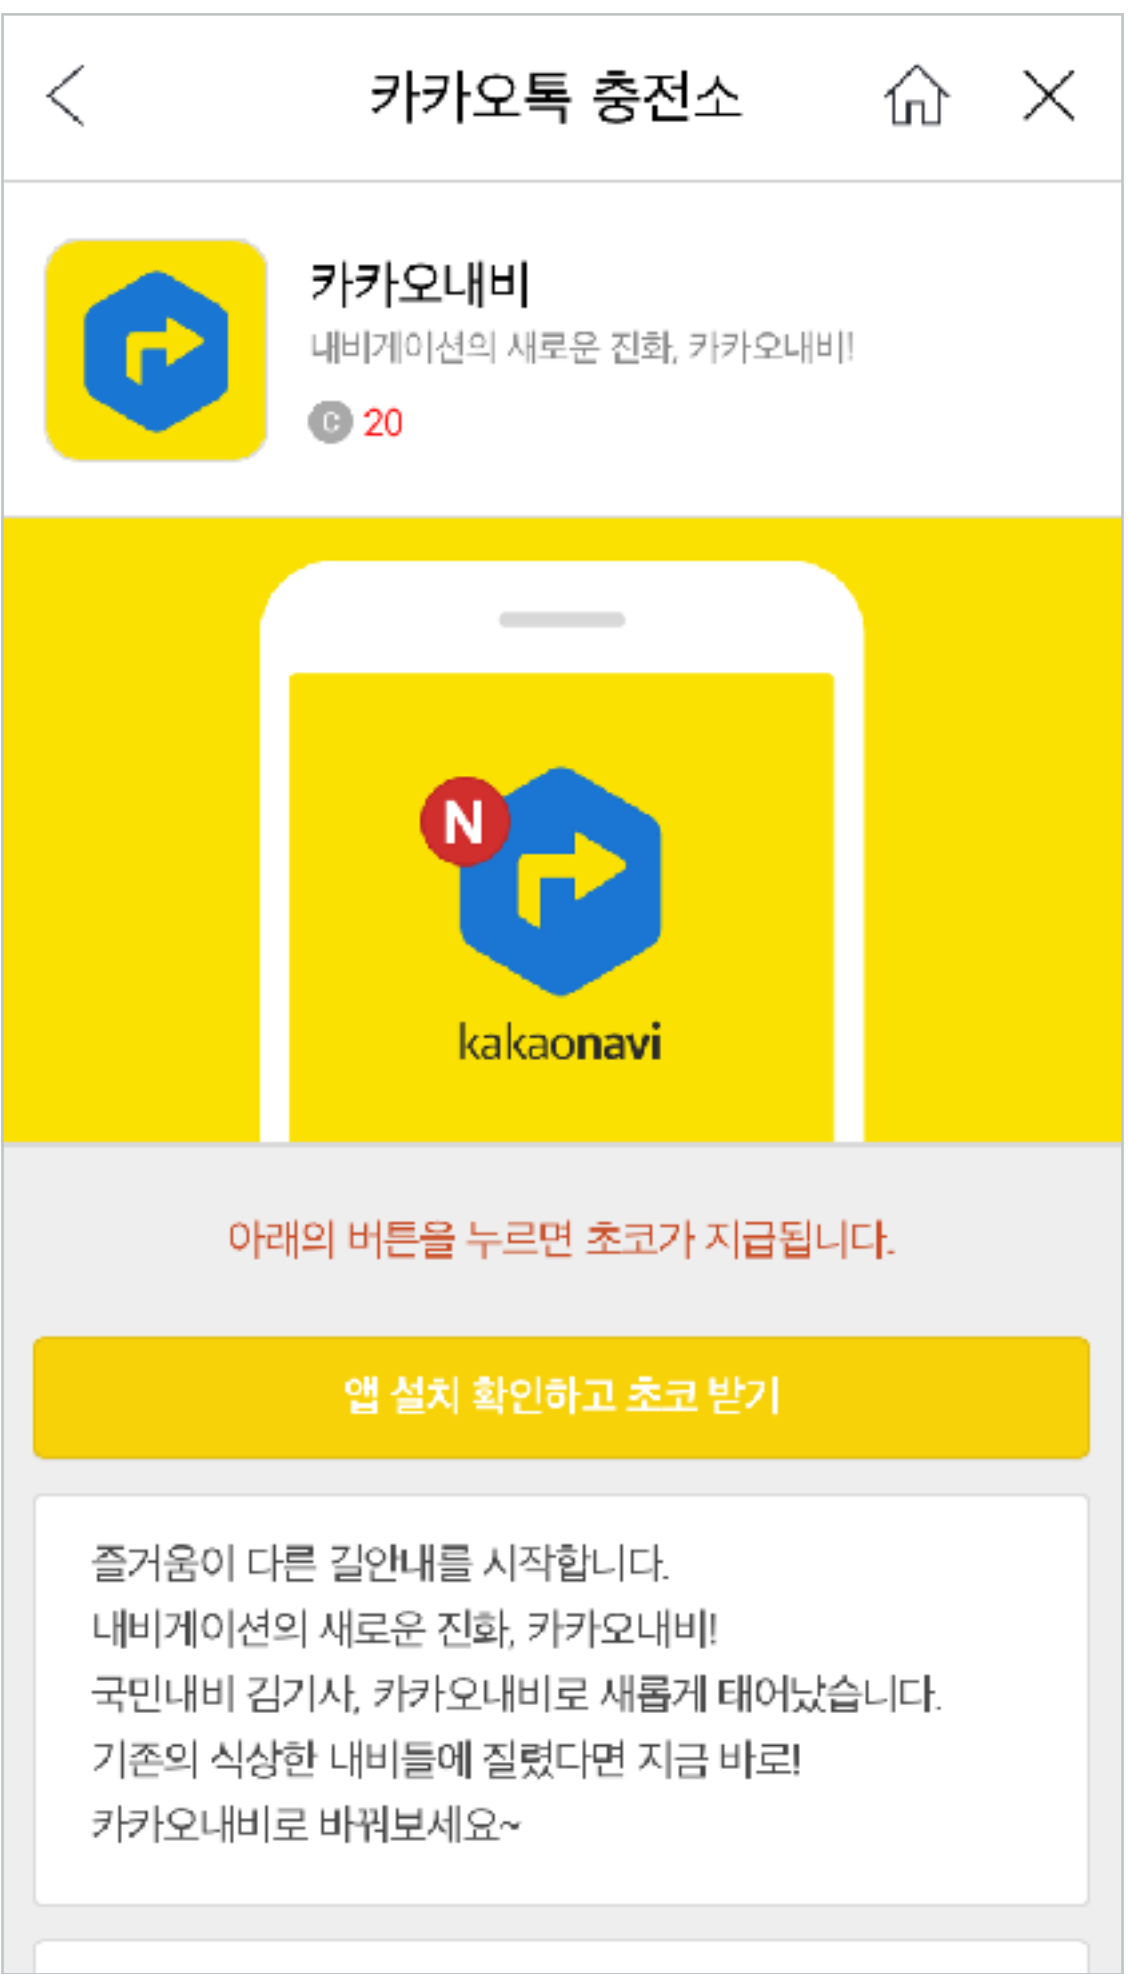 카카오톡 충전소
카카오내비
내비게이션의 새로운 진화, 카카오내비!
C 20
N
kakaonavi
아래의 버튼을 누르면 초코가 지급됩니다.
앱 설치 확인하고 초코 받기
즐거움이 다른 길안내를 시작합니다.
내비게이션의 새로운 진화, 카카오내비!
국민내비 김기사, 카카오내비로 새롭게 태어났습니다.
기존의 식상한 내비들에 질렸다면 지금 바로!
카카오내비로 바꿔보세요~